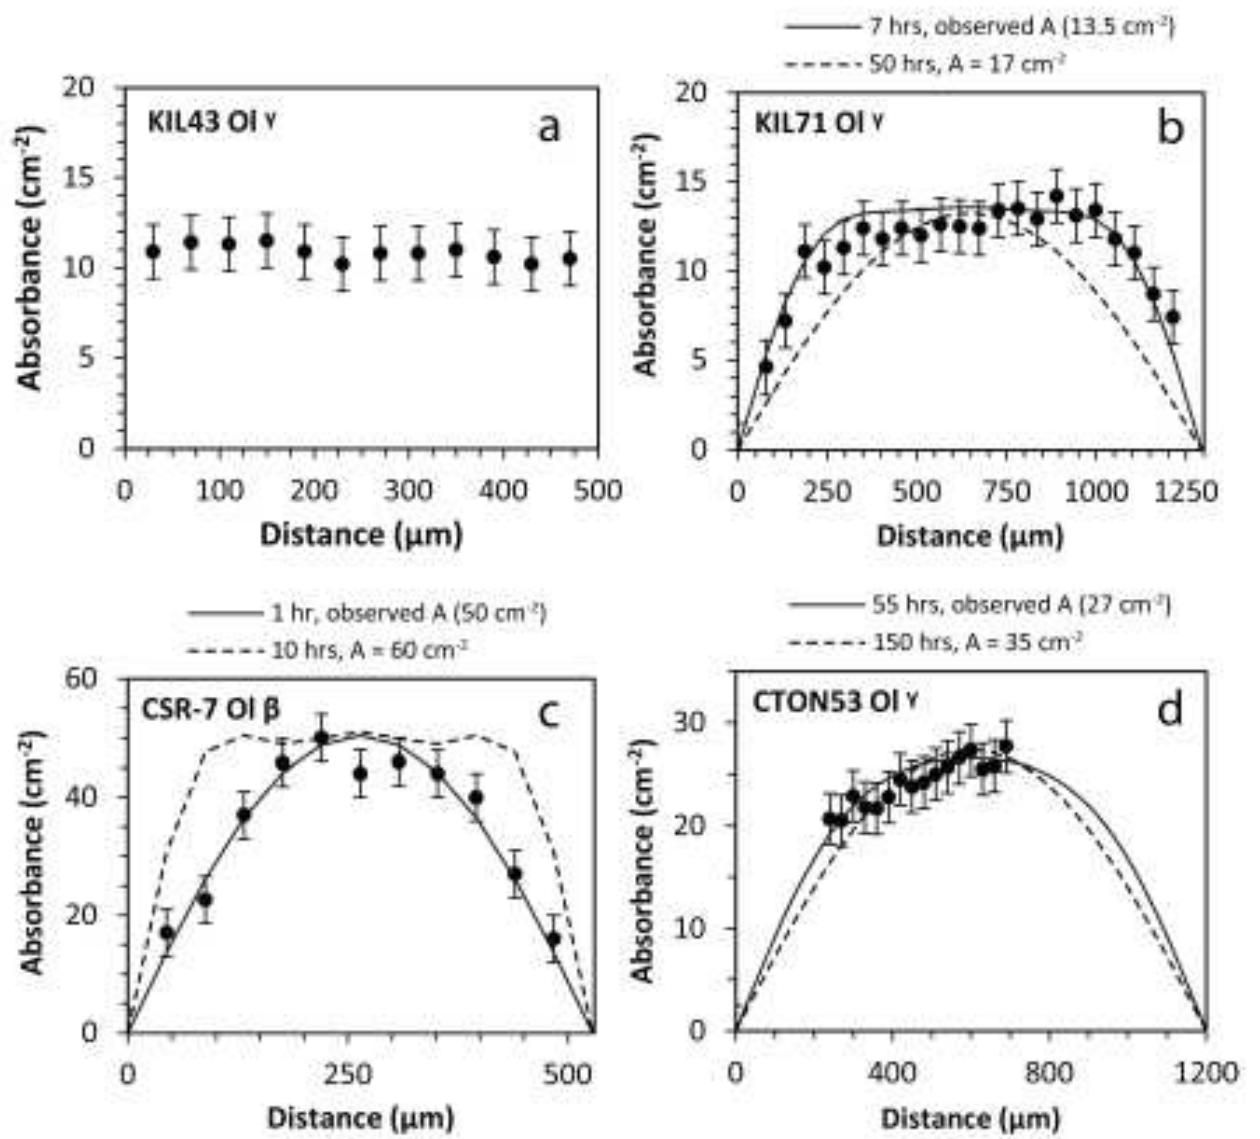 7 hrs, observed A (13.5 cm⁻²)
50 hrs, A = 17 cm⁻²
KIL43 Ol γ
a
Absorbance (cm⁻²)
20
15
10
5
0
0 100 200 300 400 500
Distance (μm)
KIL71 Ol γ
b
Absorbance (cm⁻²)
20
15
10
5
0
0 250 500 750 1000 1250
Distance (μm)
1 hr, observed A (50 cm⁻²)
10 hrs, A = 60 cm⁻²
CSR-7 Ol β
c
Absorbance (cm⁻²)
60
40
20
0
0 250 500
Distance (μm)
55 hrs, observed A (27 cm⁻²)
150 hrs, A = 35 cm⁻²
CTON53 Ol γ
d
Absorbance (cm⁻²)
30
20
10
0
0 400 800 1200
Distance (μm)